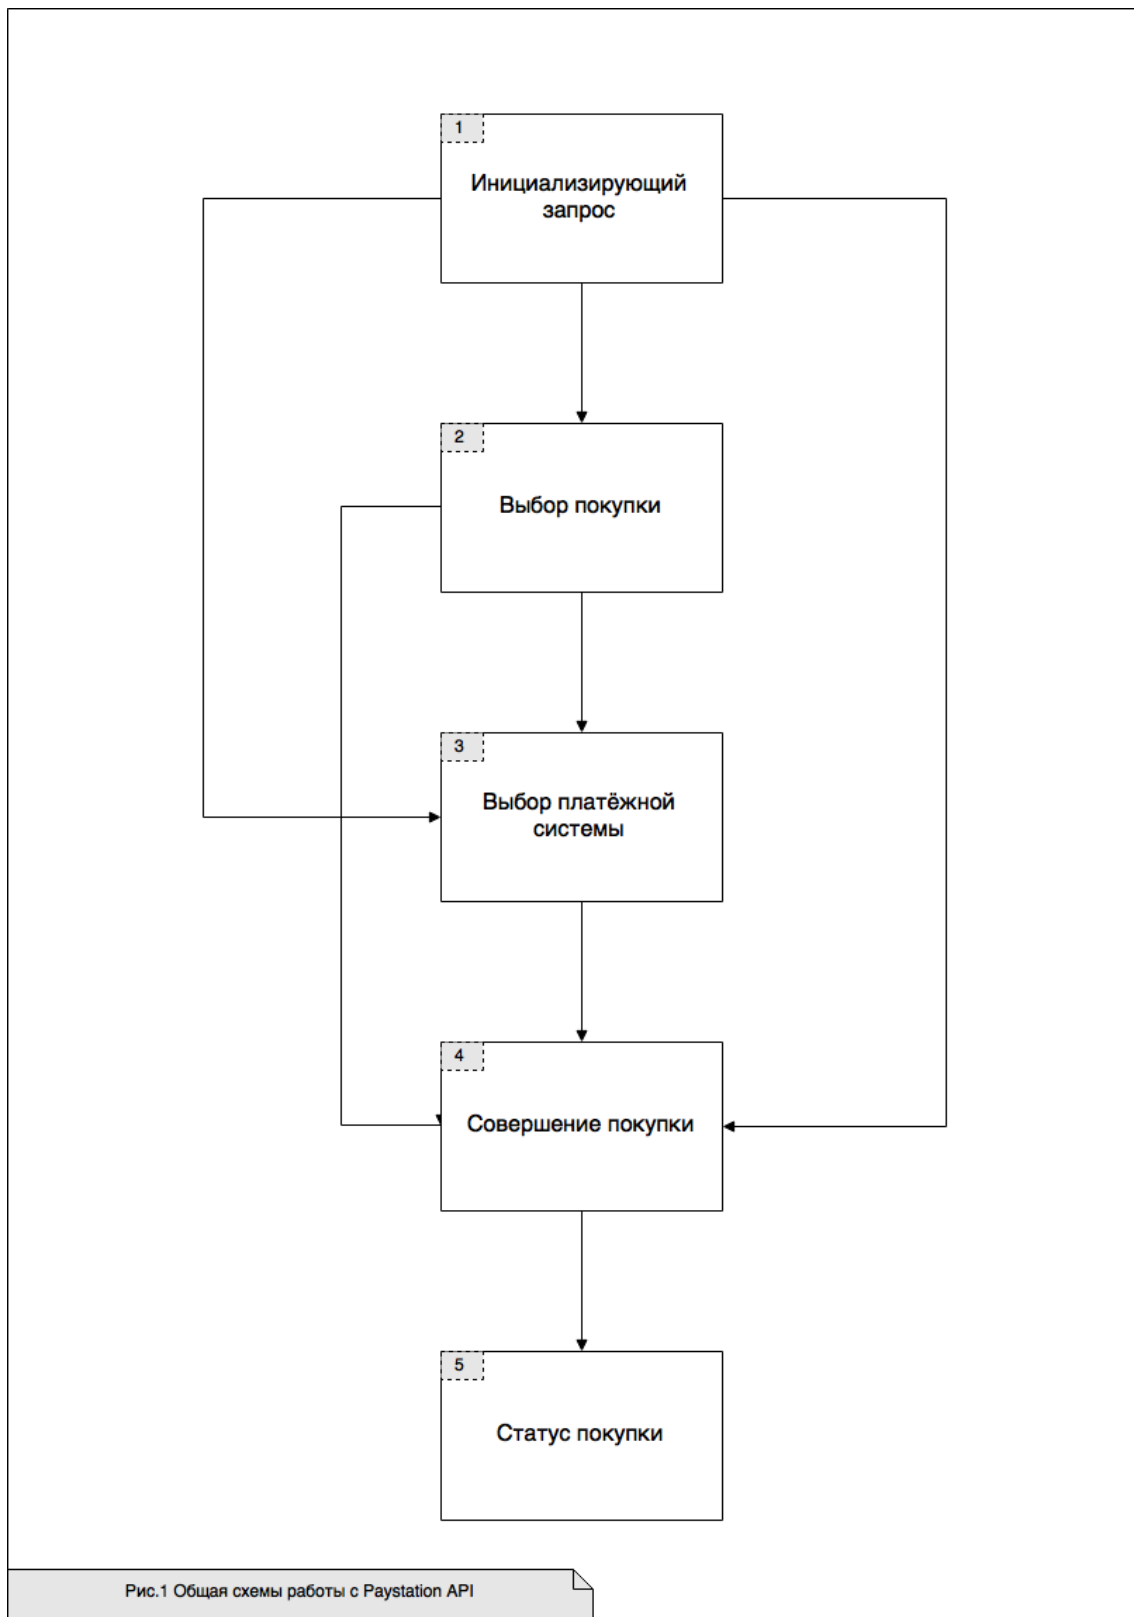 1
Инициализирующий
запрос
2
Выбор покупки
3
Выбор платёжной
системы
4
Совершение покупки
5
Статус покупки
Рис.1 Общая схемы работы с Paystation API